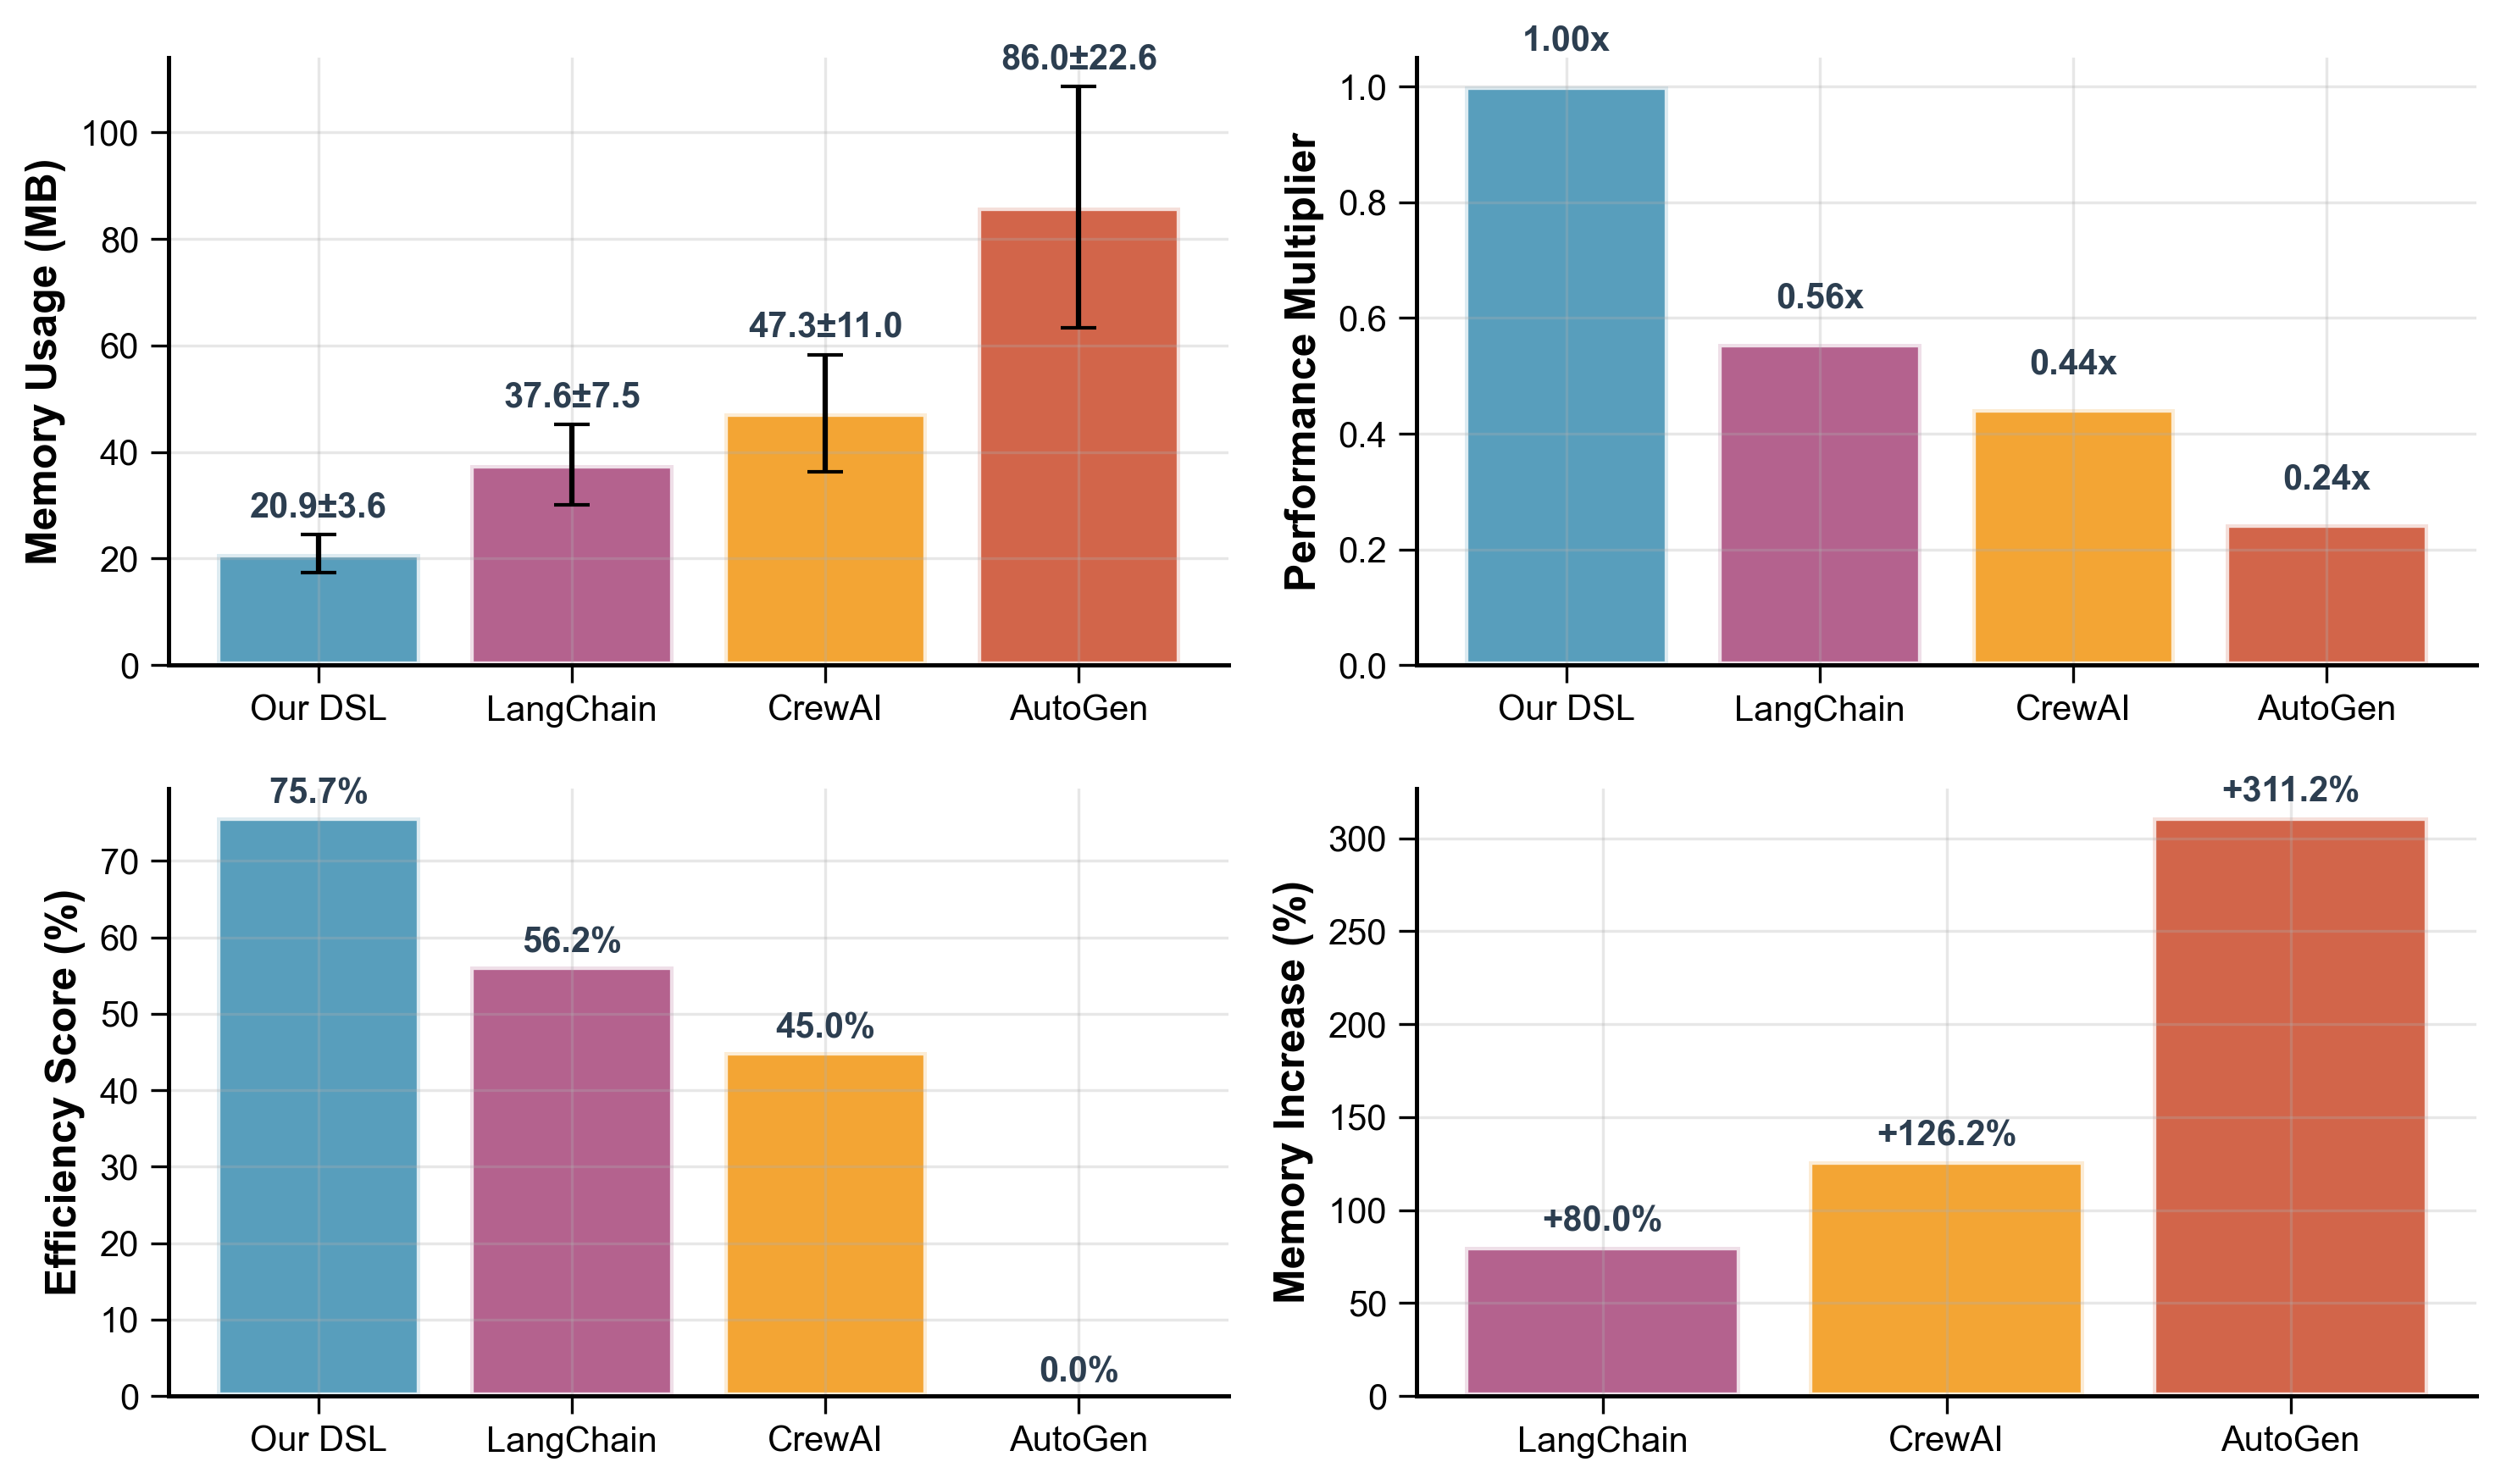 Memory Usage (MB)
100
80
60
40
20
0
86.0±22.6
47.3±11.0
37.6±7.5
20.9±3.6
Our DSL
LangChain
CrewAI
AutoGen
Performance Multiplier
1.0
0.8
0.6
0.4
0.2
0.0
1.00x
0.56x
0.44x
0.24x
Our DSL
LangChain
CrewAI
AutoGen
Efficiency Score (%)
70
60
50
40
30
20
10
0
75.7%
56.2%
45.0%
0.0%
Our DSL
LangChain
CrewAI
AutoGen
Memory Increase (%)
300
250
200
150
100
50
0
+311.2%
+126.2%
+80.0%
LangChain
CrewAI
AutoGen